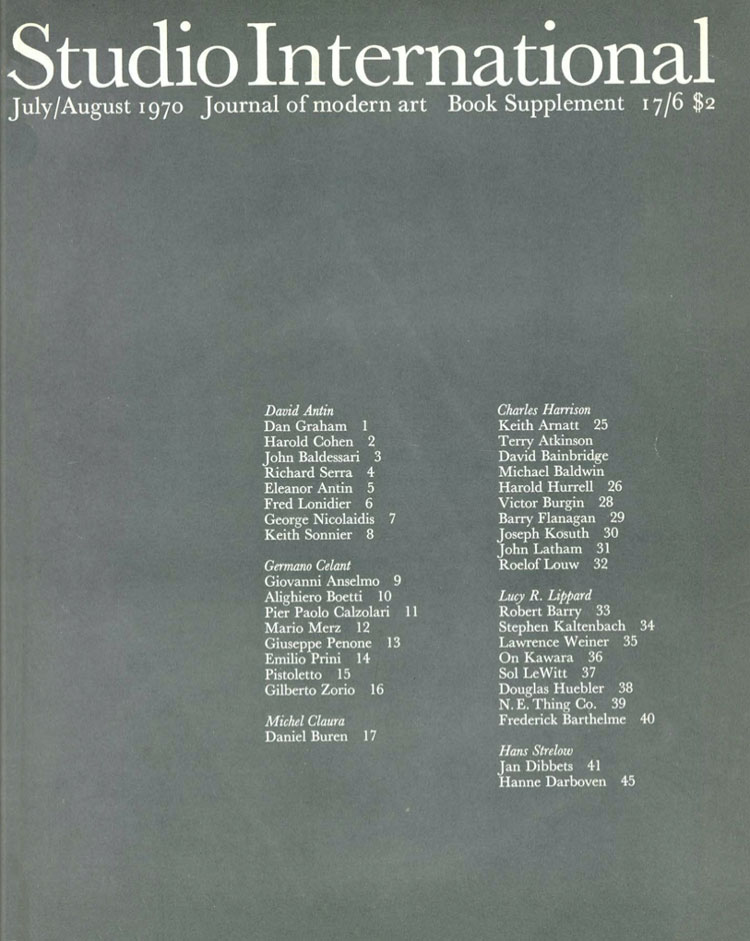 Studio International
July/August 1970 Journal of modern art Book Supplement 17/6 $2
David Antin
Dan Graham 1
Harold Cohen 2
John Baldessari 3
Richard Serra 4
Eleanor Antin 5
Fred Lonidier 6
George Nicolaidis 7
Keith Sonnier 8
Germano Celant
Giovanni Anselmo 9
Alighiero Boetti 10
Pier Paolo Calzolari 11
Mario Merz 12
Giuseppe Penone 13
Emilio Prini 14
Pistoletto 15
Gilberto Zorio 16
Michel Claura
Daniel Buren 17
Charles Harrison
Keith Arnatt 25
Terry Atkinson
David Bainbridge
Michael Baldwin
Harold Hurrell 26
Victor Burgin 28
Barry Flanagan 29
Joseph Kosuth 30
John Latham 31
Roelof Louw 32
Lucy R. Lippard
Robert Barry 33
Stephen Kaltenbach 34
Lawrence Weiner 35
On Kawara 36
Sol LeWitt 37
Douglas Huebler 38
N. E. Thing Co. 39
Frederick Barthelme 40
Hans Strelow
Jan Dibbets 41
Hanne Darboven 45